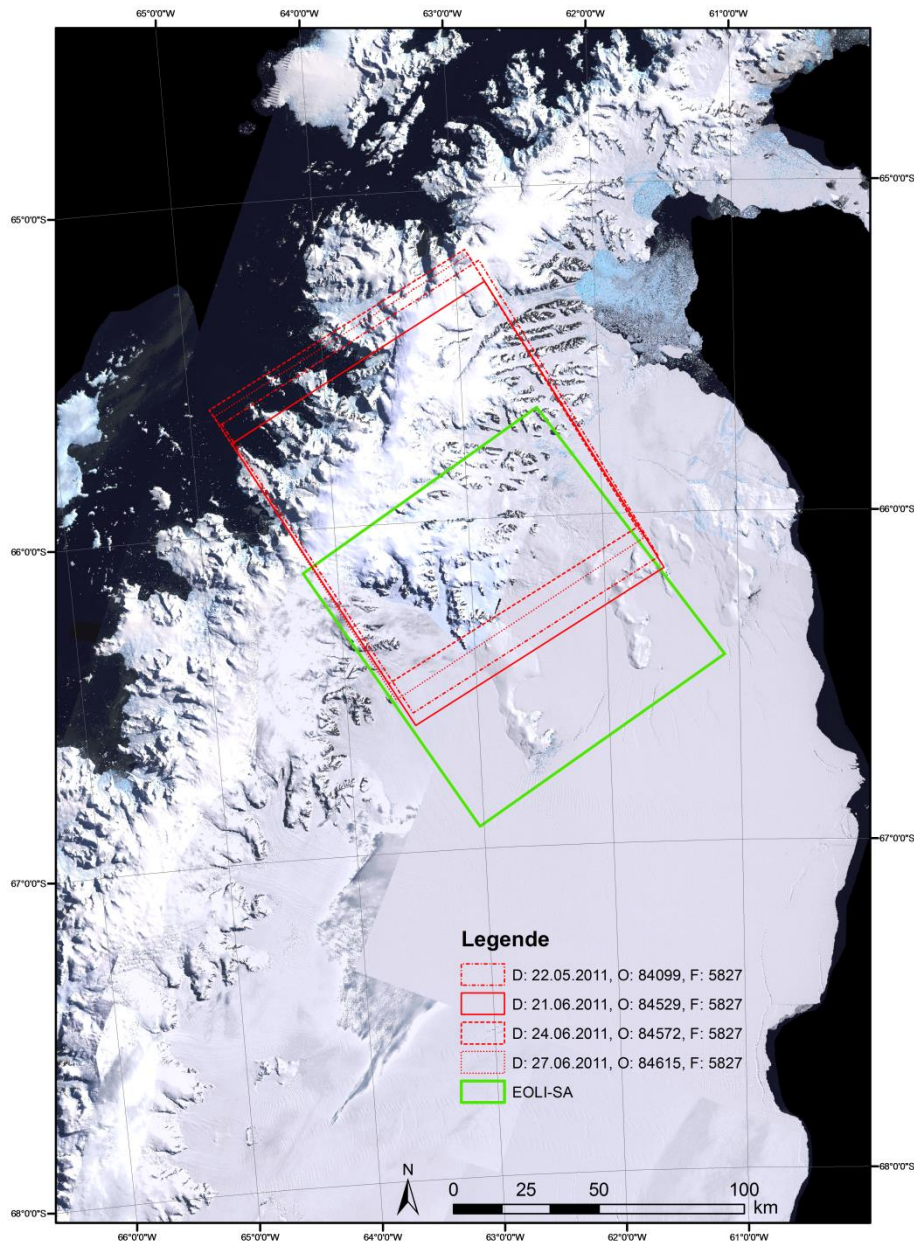 65°0'0"W 64°0'0"W 63°0'0"W 62°0'0"W 61°0'0"W
65°0'0"S
65°0'0"S
66°0'0"S
66°0'0"S
67°0'0"S
67°0'0"S
Legende
D: 22.05.2011, O: 84099, F: 5827
D: 21.06.2011, O: 84529, F: 5827
D: 24.06.2011, O: 84572, F: 5827
D: 27.06.2011, O: 84615, F: 5827
EOLI-SA
N
68°0'0"S
0 25 50 100
km
68°0'0"S
66°0'0"W 65°0'0"W 64°0'0"W 63°0'0"W 62°0'0"W 61°0'0"W